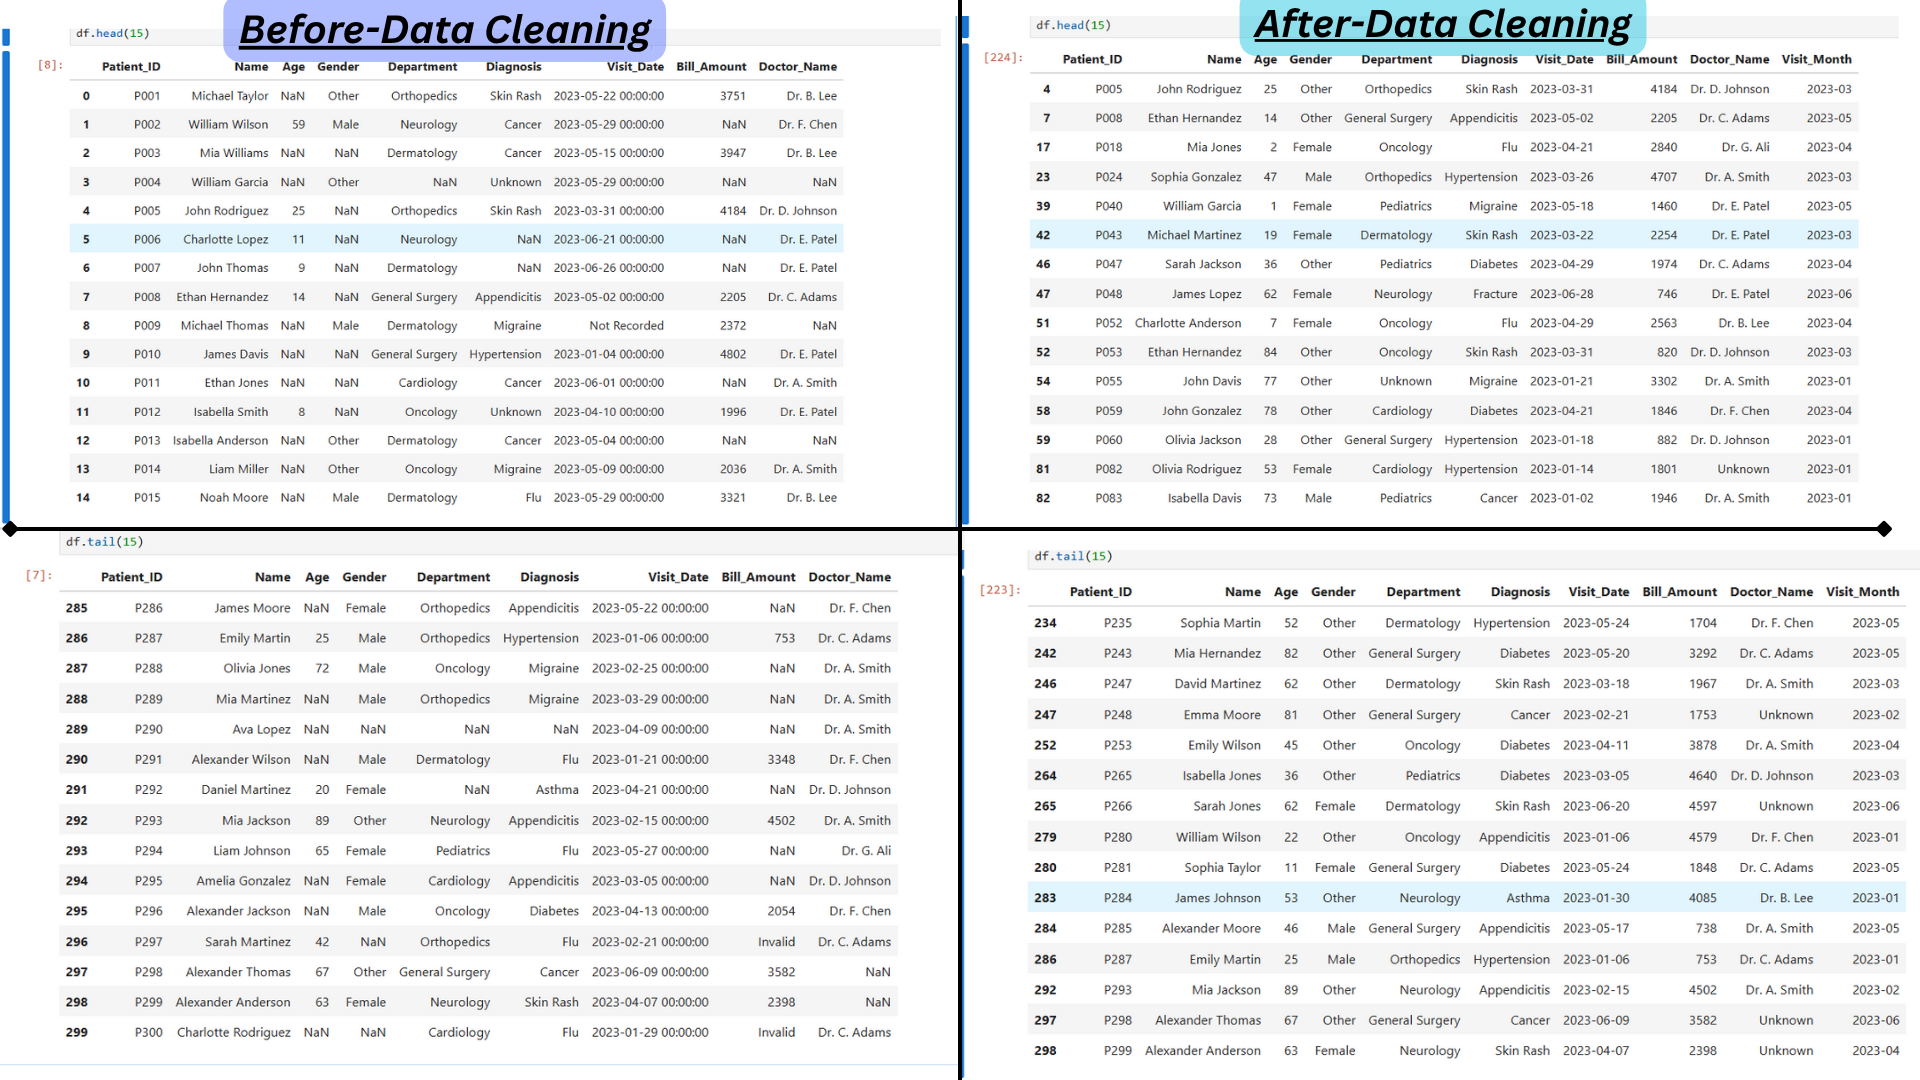 Before-Data Cleaning
df.head(15)
[8]:
Patient_ID Name Age Gender Department Diagnosis Visit_Date Bill_Amount Doctor_Name
0 P001 Michael Taylor NaN Other Orthopedics Skin Rash 2023-05-22 00:00:00 3751 Dr. B. Lee
1 P002 William Wilson 59 Male Neurology Cancer 2023-05-29 00:00:00 NaN Dr. F. Chen
2 P003 Mia Williams NaN NaN Dermatology Cancer 2023-05-15 00:00:00 3947 Dr. B. Lee
3 P004 William Garcia NaN Other NaN Unknown 2023-05-29 00:00:00 NaN NaN
4 P005 John Rodriguez 25 NaN Orthopedics Skin Rash 2023-03-31 00:00:00 4184 Dr. D. Johnson
5 P006 Charlotte Lopez 11 NaN Neurology NaN 2023-06-21 00:00:00 NaN Dr. E. Patel
6 P007 John Thomas 9 NaN Dermatology NaN 2023-06-26 00:00:00 NaN Dr. E. Patel
7 P008 Ethan Hernandez 14 NaN General Surgery Appendicitis 2023-05-02 00:00:00 2205 Dr. C. Adams
8 P009 Michael Thomas NaN Male Dermatology Migraine Not Recorded 2372 NaN
9 P010 James Davis NaN NaN General Surgery Hypertension 2023-01-04 00:00:00 4802 Dr. E. Patel
10 P011 Ethan Jones NaN NaN Cardiology Cancer 2023-06-01 00:00:00 NaN Dr. A. Smith
11 P012 Isabella Smith 8 NaN Oncology Unknown 2023-04-10 00:00:00 1996 Dr. E. Patel
12 P013 Isabella Anderson NaN Other Dermatology Cancer 2023-05-04 00:00:00 NaN NaN
13 P014 Liam Miller NaN Other Oncology Migraine 2023-05-09 00:00:00 2036 Dr. A. Smith
14 P015 Noah Moore NaN Male Dermatology Flu 2023-05-29 00:00:00 3321 Dr. B. Lee
After-Data Cleaning
df.head(15)
[224]:
Patient_ID Name Age Gender Department Diagnosis Visit_Date Bill_Amount Doctor_Name Visit_Month
4 P005 John Rodriguez 25 Other Orthopedics Skin Rash 2023-03-31 4184 Dr. D. Johnson 2023-03
7 P008 Ethan Hernandez 14 Other General Surgery Appendicitis 2023-05-02 2205 Dr. C. Adams 2023-05
17 P018 Mia Jones 2 Female Oncology Flu 2023-04-21 2840 Dr. G. Ali 2023-04
23 P024 Sophia Gonzalez 47 Male Orthopedics Hypertension 2023-03-26 4707 Dr. A. Smith 2023-03
39 P040 William Garcia 1 Female Pediatrics Migraine 2023-05-18 1460 Dr. E. Patel 2023-05
42 P043 Michael Martinez 19 Female Dermatology Skin Rash 2023-03-22 2254 Dr. E. Patel 2023-03
46 P047 Sarah Jackson 36 Other Pediatrics Diabetes 2023-04-29 1974 Dr. C. Adams 2023-04
47 P048 James Lopez 62 Female Neurology Fracture 2023-06-28 746 Dr. E. Patel 2023-06
51 P052 Charlotte Anderson 7 Female Oncology Flu 2023-04-29 2563 Dr. B. Lee 2023-04
52 P053 Ethan Hernandez 84 Other Oncology Skin Rash 2023-03-31 820 Dr. D. Johnson 2023-03
54 P055 John Davis 77 Other Unknown Migraine 2023-01-21 3302 Dr. A. Smith 2023-01
58 P059 John Gonzalez 78 Other Cardiology Diabetes 2023-04-21 1846 Dr. F. Chen 2023-04
59 P060 Olivia Jackson 28 Other General Surgery Hypertension 2023-01-18 882 Dr. D. Johnson 2023-01
81 P082 Olivia Rodriguez 53 Female Cardiology Hypertension 2023-01-14 1801 Unknown 2023-01
82 P083 Isabella Davis 73 Male Pediatrics Cancer 2023-01-02 1946 Dr. A. Smith 2023-01
df.tail(15)
[7]:
Patient_ID Name Age Gender Department Diagnosis Visit_Date Bill_Amount Doctor_Name
285 P286 James Moore NaN Female Orthopedics Appendicitis 2023-05-22 00:00:00 NaN Dr. F. Chen
286 P287 Emily Martin 25 Male Orthopedics Hypertension 2023-01-06 00:00:00 753 Dr. C. Adams
287 P288 Olivia Jones 72 Male Oncology Migraine 2023-02-25 00:00:00 NaN Dr. A. Smith
288 P289 Mia Martinez NaN Male Orthopedics Migraine 2023-03-29 00:00:00 NaN Dr. A. Smith
289 P290 Ava Lopez NaN NaN NaN NaN 2023-04-09 00:00:00 NaN Dr. A. Smith
290 P291 Alexander Wilson NaN Male Dermatology Flu 2023-01-21 00:00:00 3348 Dr. F. Chen
291 P292 Daniel Martinez 20 Female NaN Asthma 2023-04-21 00:00:00 NaN Dr. D. Johnson
292 P293 Mia Jackson 89 Other Neurology Appendicitis 2023-02-15 00:00:00 4502 Dr. A. Smith
293 P294 Liam Johnson 65 Female Pediatrics Flu 2023-05-27 00:00:00 NaN Dr. G. Ali
294 P295 Amelia Gonzalez NaN Female Cardiology Appendicitis 2023-03-05 00:00:00 NaN Dr. D. Johnson
295 P296 Alexander Jackson NaN Male Oncology Diabetes 2023-04-13 00:00:00 2054 Dr. F. Chen
296 P297 Sarah Martinez 42 NaN Orthopedics Flu 2023-02-21 00:00:00 Invalid Dr. C. Adams
297 P298 Alexander Thomas 67 Other General Surgery Cancer 2023-06-09 00:00:00 3582 NaN
298 P299 Alexander Anderson 63 Female Neurology Skin Rash 2023-04-07 00:00:00 2398 NaN
299 P300 Charlotte Rodriguez NaN NaN Cardiology Flu 2023-01-29 00:00:00 Invalid Dr. C. Adams
df.tail(15)
[223]:
Patient_ID Name Age Gender Department Diagnosis Visit_Date Bill_Amount Doctor_Name Visit_Month
234 P235 Sophia Martin 52 Other Dermatology Hypertension 2023-05-24 1704 Dr. F. Chen 2023-05
242 P243 Mia Hernandez 82 Other General Surgery Diabetes 2023-05-20 3292 Dr. C. Adams 2023-05
246 P247 David Martinez 62 Other Dermatology Skin Rash 2023-03-18 1967 Dr. A. Smith 2023-03
247 P248 Emma Moore 81 Other General Surgery Cancer 2023-02-21 1753 Unknown 2023-02
252 P253 Emily Wilson 45 Other Oncology Diabetes 2023-04-11 3878 Dr. A. Smith 2023-04
264 P265 Isabella Jones 36 Other Pediatrics Diabetes 2023-03-05 4640 Dr. D. Johnson 2023-03
265 P266 Sarah Jones 62 Female Dermatology Skin Rash 2023-06-20 4597 Unknown 2023-06
279 P280 William Wilson 22 Other Oncology Appendicitis 2023-01-06 4579 Dr. F. Chen 2023-01
280 P281 Sophia Taylor 11 Female General Surgery Diabetes 2023-05-24 1848 Dr. C. Adams 2023-05
283 P284 James Johnson 53 Other Neurology Asthma 2023-01-30 4085 Dr. B. Lee 2023-01
284 P285 Alexander Moore 46 Male General Surgery Appendicitis 2023-05-17 738 Dr. A. Smith 2023-05
286 P287 Emily Martin 25 Male Orthopedics Hypertension 2023-01-06 753 Dr. C. Adams 2023-01
292 P293 Mia Jackson 89 Other Neurology Appendicitis 2023-02-15 4502 Dr. A. Smith 2023-02
297 P298 Alexander Thomas 67 Other General Surgery Cancer 2023-06-09 3582 Unknown 2023-06
298 P299 Alexander Anderson 63 Female Neurology Skin Rash 2023-04-07 2398 Unknown 2023-04